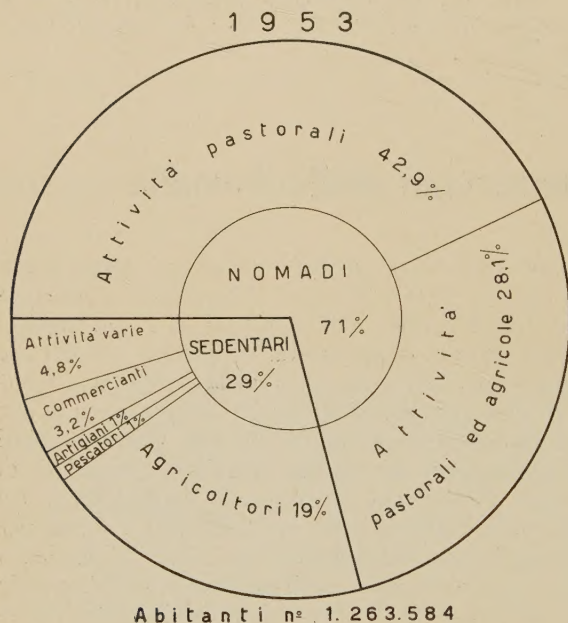 1953
Attività pastorali 42,9%
NOMADI
71%
Attività
pastorali ed agricole 28.1%
SEDENTARI
29%
Attività varie
4,8%
Commercianti
3,2%
Artigiani 1%
Pescatori 1%
Agricoltori 19%
Abitanti nº 1.263.584